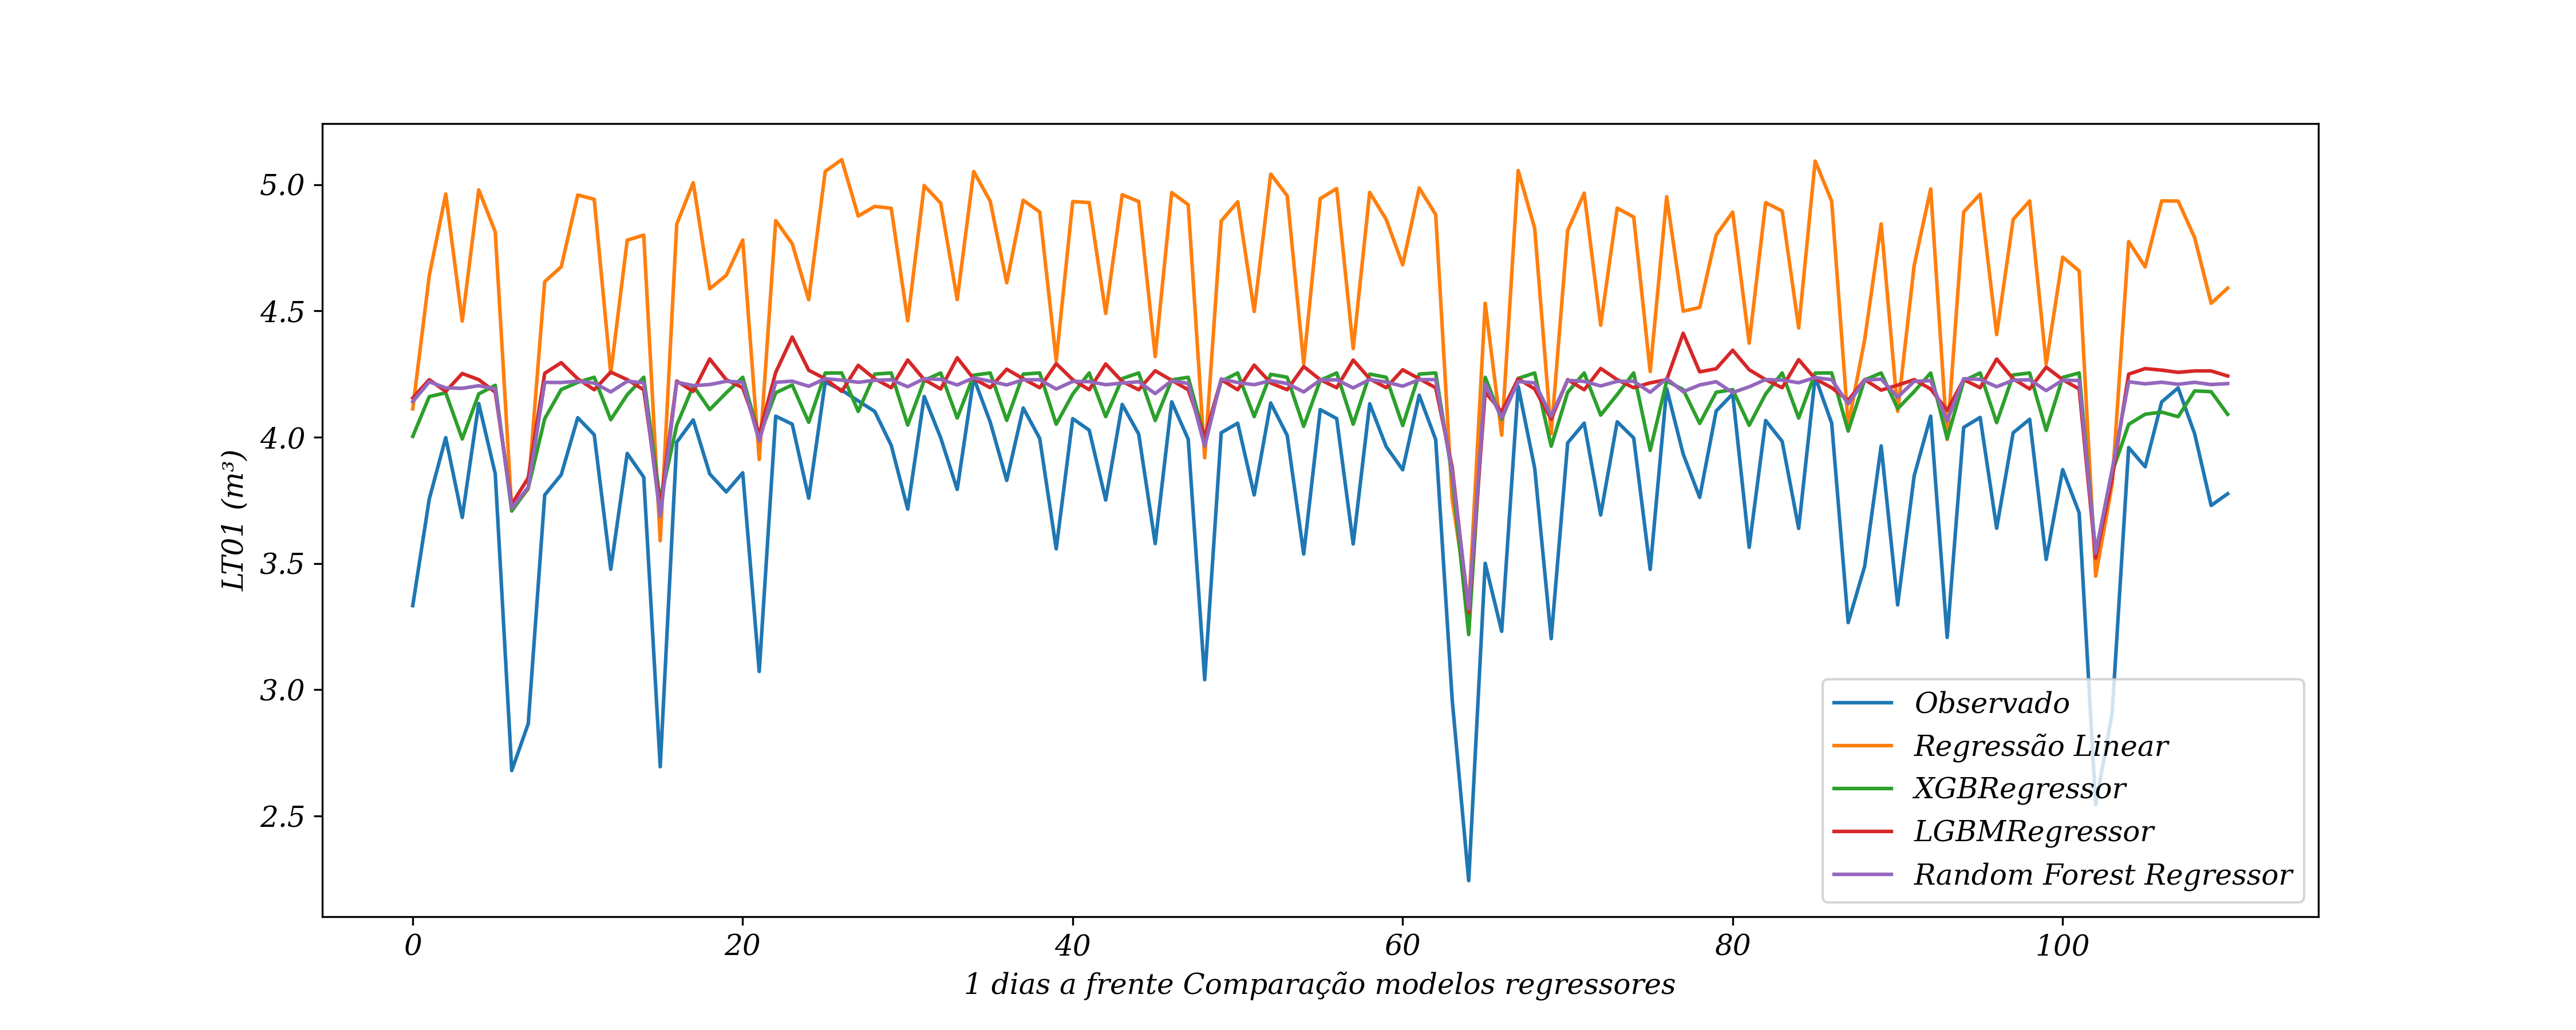 5.0
4.5
4.0
3.5
3.0
2.5
LT01 (m³)
0 20 40 60 80 100
1 dias a frente Comparação modelos regressores
Observado
Regressão Linear
XGBRegressor
LGBMRegressor
Random Forest Regressor